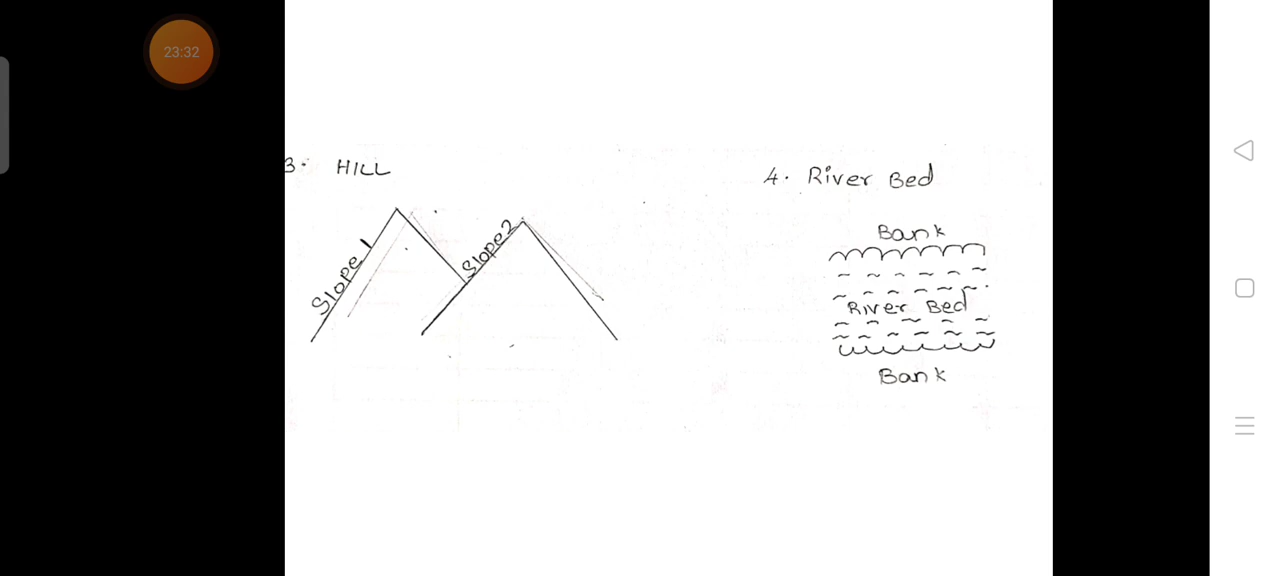 23:32
3. HILL
Slope 1
Slope 2
4. River Bed
Bank
River Bed
Bank